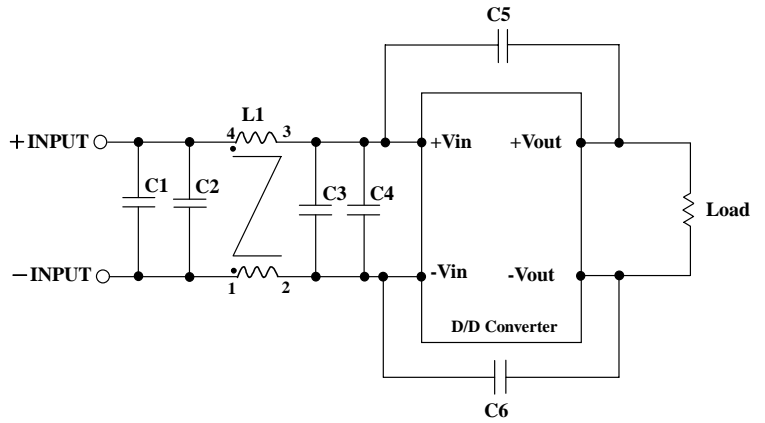 C5
L1
+INPUT
4
3
+Vin
+Vout
C1
C2
C3
C4
Load
−INPUT
1
2
-Vin
-Vout
D/D Converter
C6